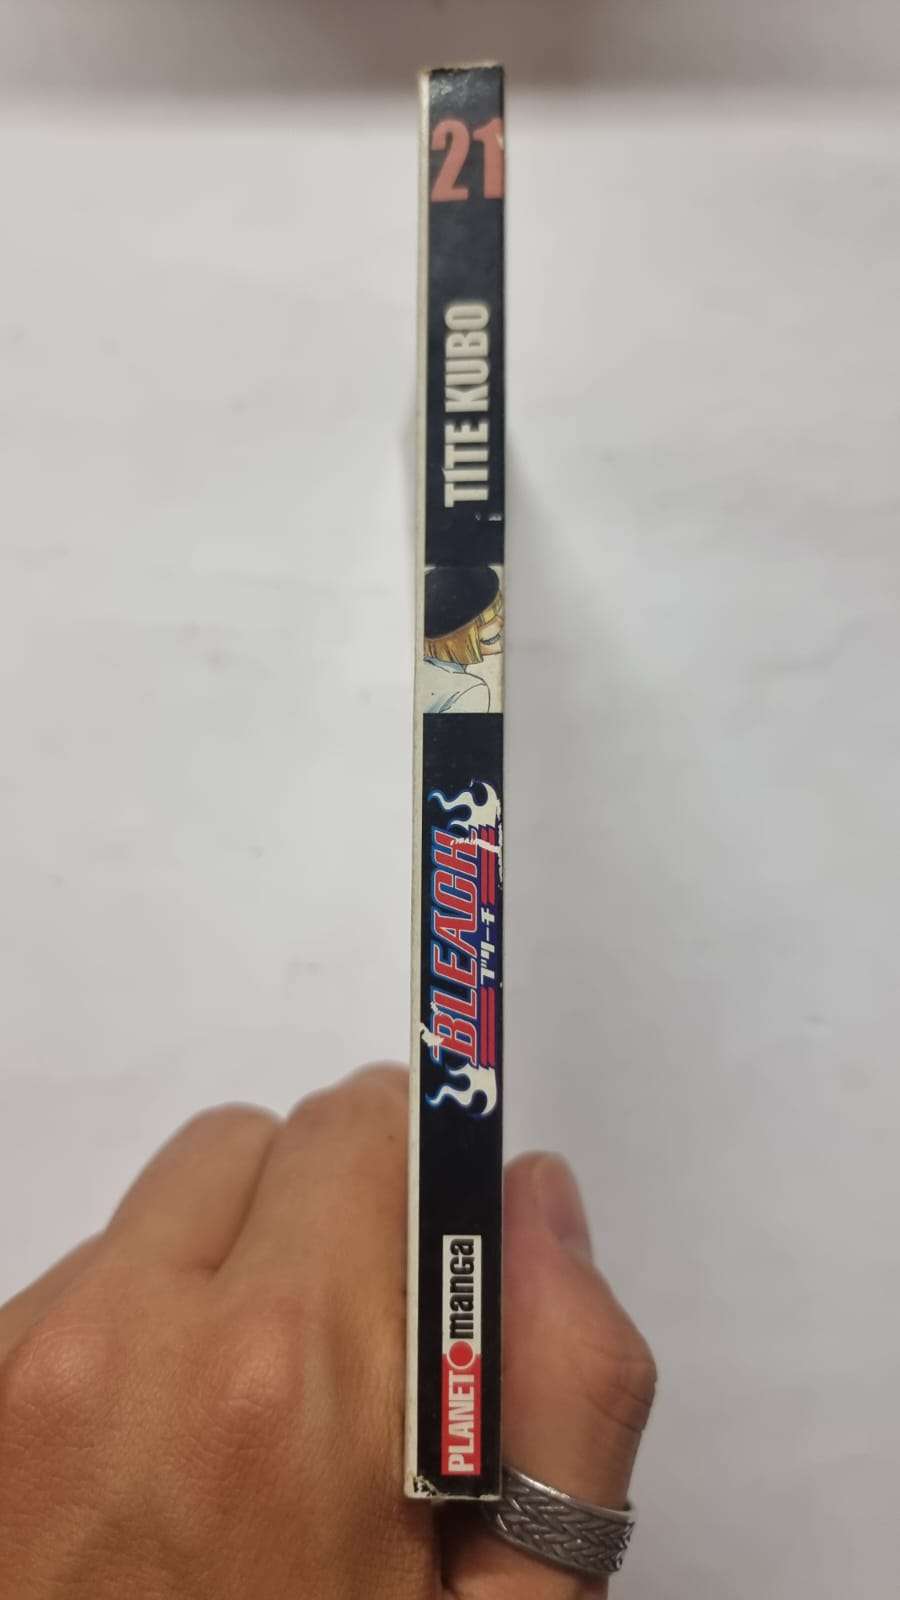 21
TITE KUBO
BLEACH
ブリーチ
PLANET manga